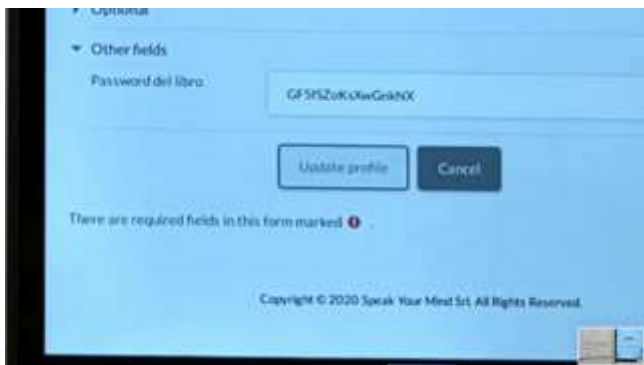 Optional
Other fields
Password del libro
Update profile
Cancel
There are required fields in this form marked
Copyright © 2020 Speak Your Mind Srl. All Rights Reserved.